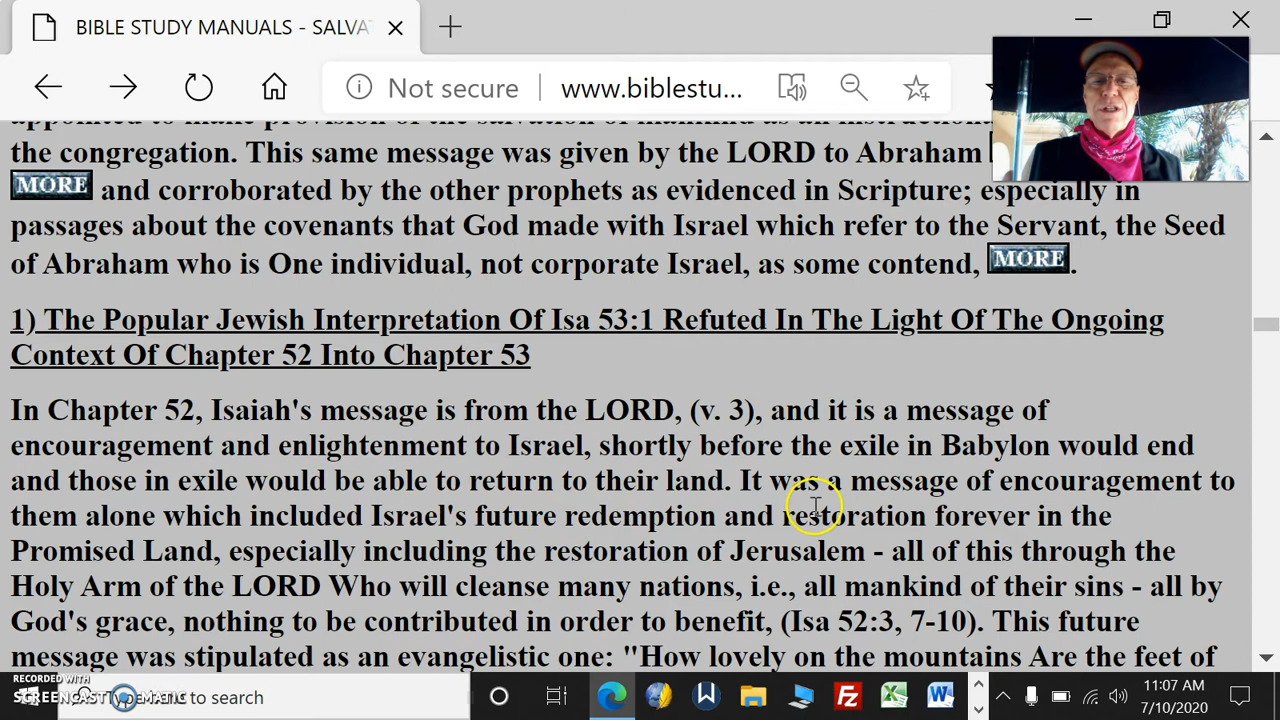 BIBLE STUDY MANUALS - SALVA
Not secure www.biblestu...
the congregation. This same message was given by the LORD to Abraham
MORE and corroborated by the other prophets as evidenced in Scripture; especially in
passages about the covenants that God made with Israel which refer to the Servant, the Seed
of Abraham who is One individual, not corporate Israel, as some contend, MORE.
1) The Popular Jewish Interpretation Of Isa 53:1 Refuted In The Light Of The Ongoing
Context Of Chapter 52 Into Chapter 53
In Chapter 52, Isaiah's message is from the LORD, (v. 3), and it is a message of
encouragement and enlightenment to Israel, shortly before the exile in Babylon would end
and those in exile would be able to return to their land. It was a message of encouragement to
them alone which included Israel's future redemption and restoration forever in the
Promised Land, especially including the restoration of Jerusalem - all of this through the
Holy Arm of the LORD Who will cleanse many nations, i.e., all mankind of their sins - all by
God's grace, nothing to be contributed in order to benefit, (Isa 52:3, 7-10). This future
message was stipulated as an evangelistic one: "How lovely on the mountains Are the feet of
RECORDED WITH
SCREENCAST MATIC
to search
11:07 AM
7/10/2020